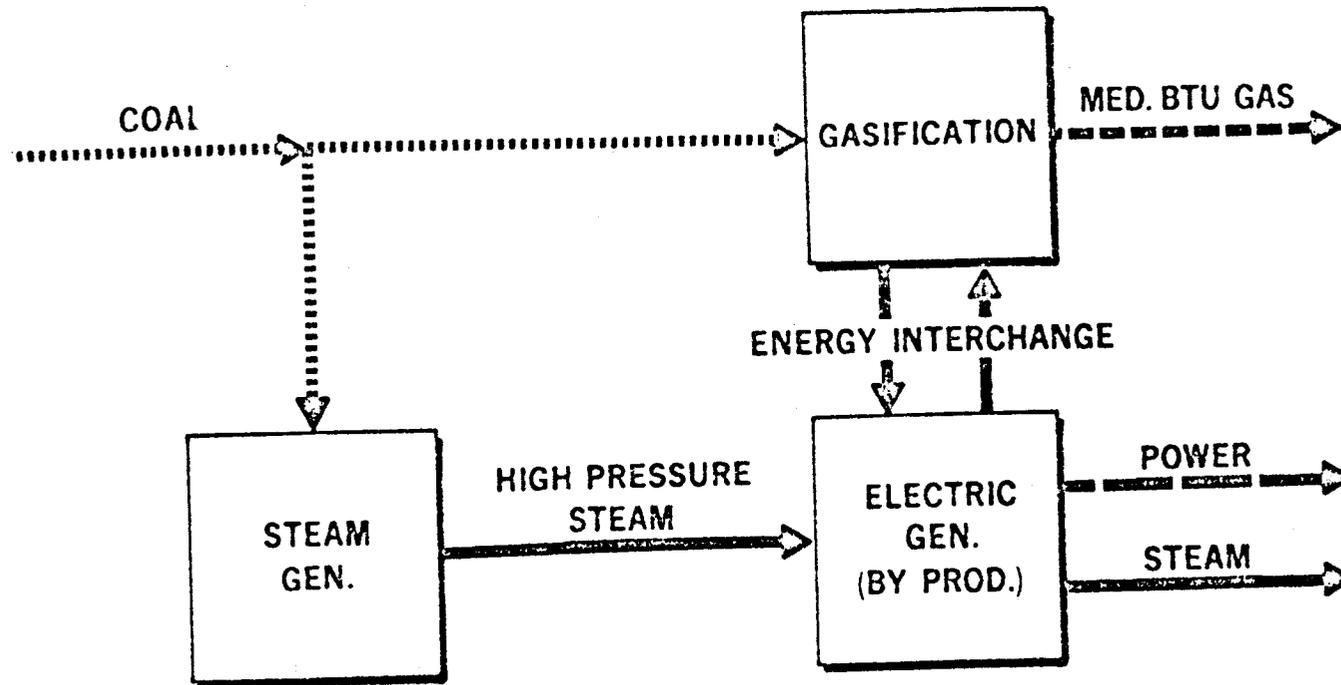 COAL
GASIFICATION
MED. BTU GAS
ENERGY INTERCHANGE
STEAM
GEN.
HIGH PRESSURE
STEAM
ELECTRIC
GEN.
(BY PROD.)
POWER
STEAM